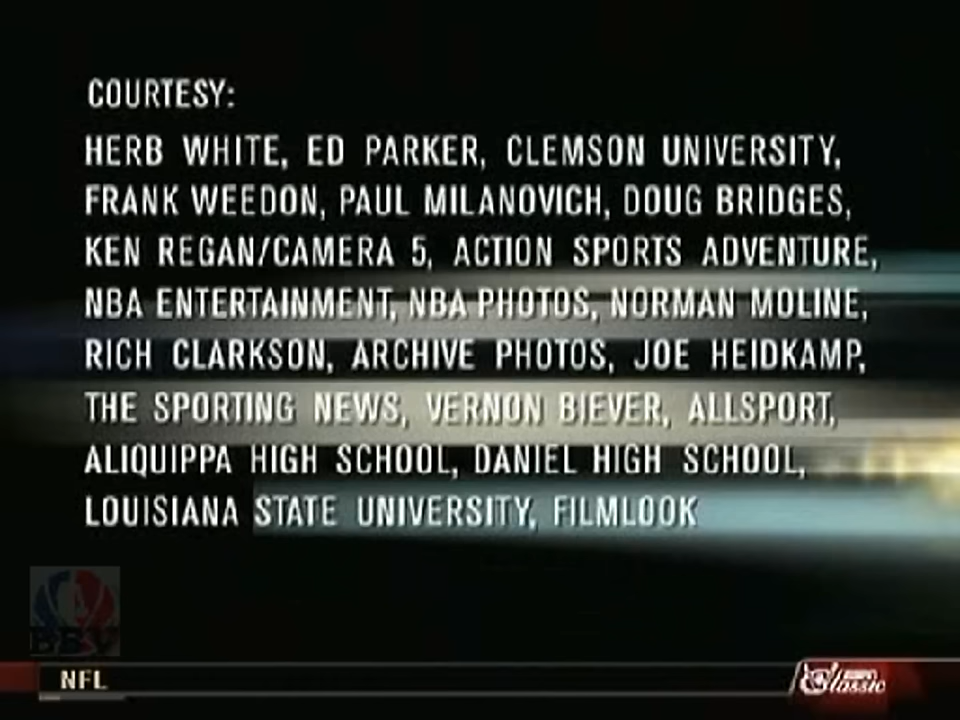 COURTESY:
HERB WHITE, ED PARKER, CLEMSON UNIVERSITY,
FRANK WEEDON, PAUL MILANOVICH, DOUG BRIDGES,
KEN REGAN/CAMERA 5, ACTION SPORTS ADVENTURE,
NBA ENTERTAINMENT, NBA PHOTOS, NORMAN MOLINE,
RICH CLARKSON, ARCHIVE PHOTOS, JOE HEIDKAMP,
THE SPORTING NEWS, VERNON BIEVER, ALLSPORT,
ALIQUIPPA HIGH SCHOOL, DANIEL HIGH SCHOOL,
LOUISIANA STATE UNIVERSITY, FILMLOOK
BBV
NFL
ESPN
Classic